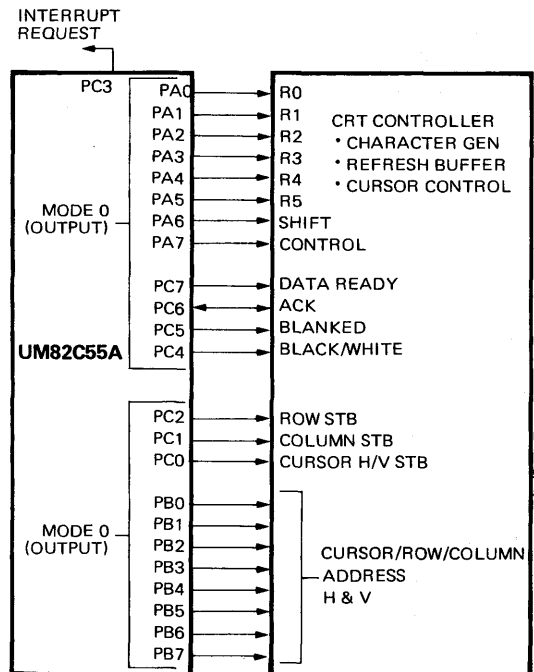 INTERRUPT
REQUEST
PC3
PA0
PA1
PA2
PA3
PA4
PA5
PA6
PA7
MODE 0
(OUTPUT)
PC7
PC6
PC5
PC4
UM82C55A
PC2
PC1
PC0
PB0
PB1
PB2
PB3
PB4
PB5
PB6
PB7
MODE 0
(OUTPUT)
R0
R1
R2
R3
R4
R5
SHIFT
CONTROL
CRT CONTROLLER
• CHARACTER GEN
• REFRESH BUFFER
• CURSOR CONTROL
DATA READY
ACK
BLANKED
BLACK/WHITE
ROW STB
COLUMN STB
CURSOR H/V STB
CURSOR/ROW/COLUMN
ADDRESS
H & V